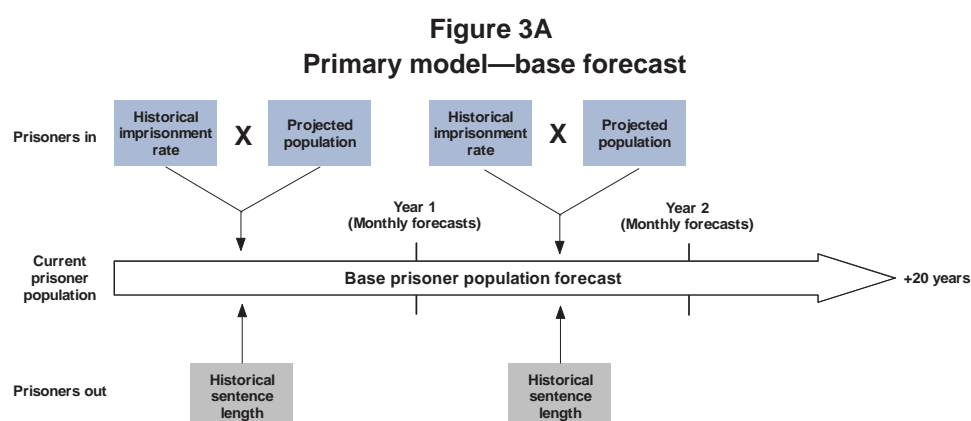 Figure 3A
Primary model—base forecast
Prisoners in
Historical
imprisonment
rate
X
Projected
population
Historical
imprisonment
rate
X
Projected
population
Year 1
(Monthly forecasts)
Year 2
(Monthly forecasts)
Current
prisoner
population
Base prisoner population forecast
+20 years
Prisoners out
Historical
sentence
length
Historical
sentence
length